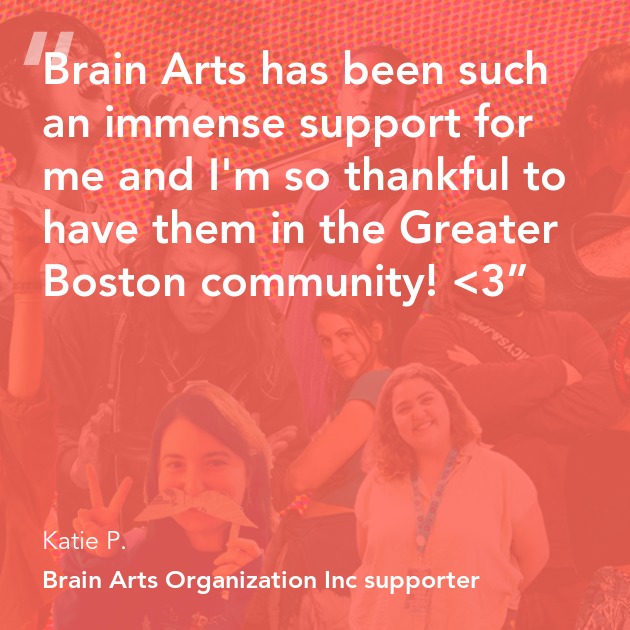 "Brain Arts has been such
an immense support for
me and I'm so thankful to
have them in the Greater
Boston community! <3”
Katie P.
Brain Arts Organization Inc supporter